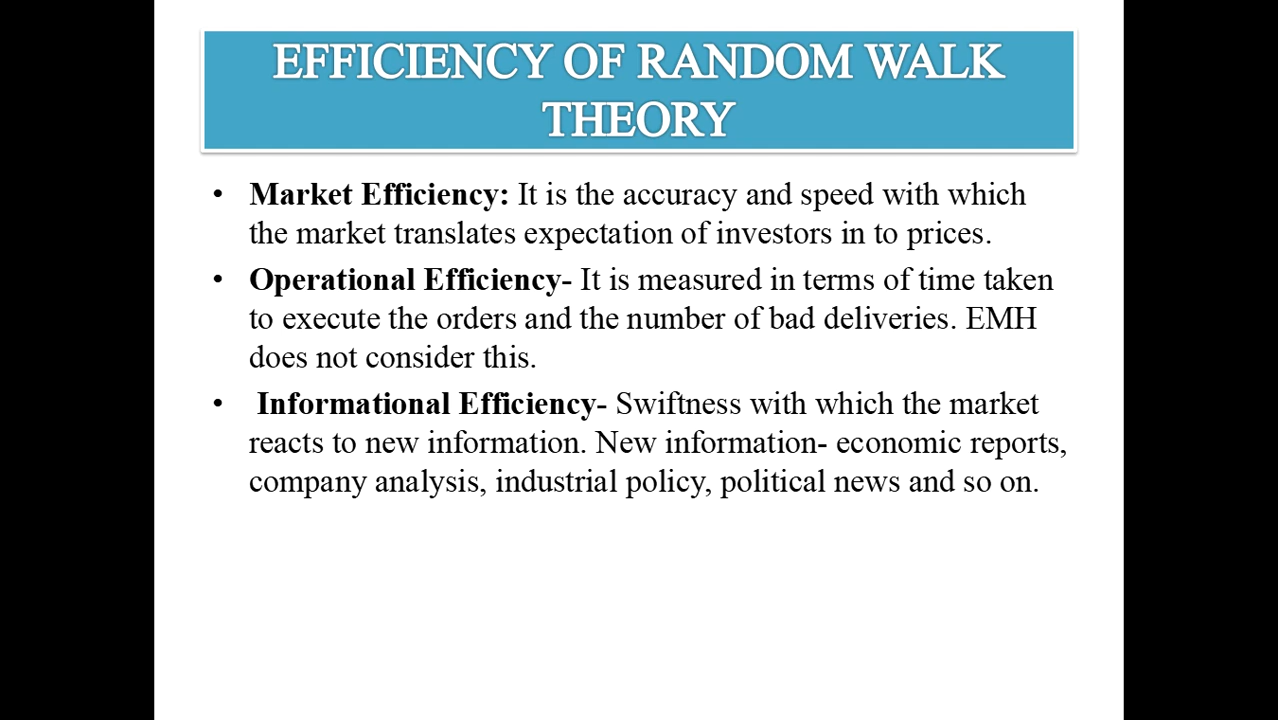 EFFICIENCY OF RANDOM WALK
THEORY
• Market Efficiency: It is the accuracy and speed with which
the market translates expectation of investors in to prices.
• Operational Efficiency- It is measured in terms of time taken
to execute the orders and the number of bad deliveries. EMH
does not consider this.
• Informational Efficiency- Swiftness with which the market
reacts to new information. New information- economic reports,
company analysis, industrial policy, political news and so on.